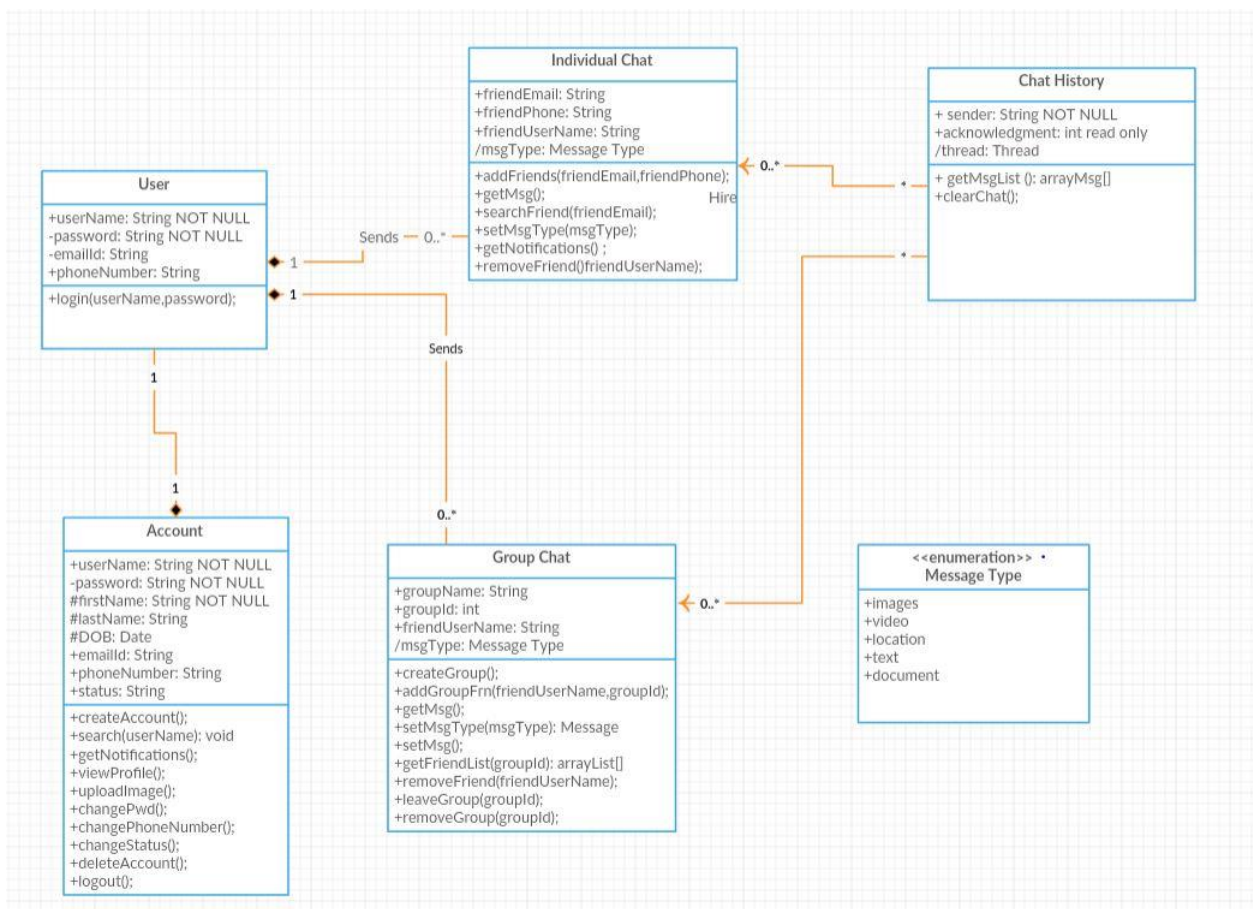 Individual Chat
+friendEmail: String
+friendPhone: String
+friendUserName: String
/msgType: Message Type
+addFriends(friendEmail,friendPhone);
+getMsg();
Hire
+searchFriend(friendEmail);
+setMsgType(msgType);
+getNotifications() ;
+removeFriend()friendUserName);
Chat History
+ sender: String NOT NULL
+acknowledgment: int read only
/thread: Thread
+ getMsgList (): arrayMsg[]
+clearChat();
0..*
*
*
User
+userName: String NOT NULL
-password: String NOT NULL
-emailId: String
+phoneNumber: String
+login(userName,password);
Sends
0..*
1
1
Sends
0..*
1
1
Account
+userName: String NOT NULL
-password: String NOT NULL
#firstName: String NOT NULL
#lastName: String
#DOB: Date
+emailId: String
+phoneNumber: String
+status: String
+createAccount();
+search(userName): void
+getNotifications();
+viewProfile();
+uploadImage();
+changePwd();
+changePhoneNumber();
+changeStatus();
+deleteAccount();
+logout();
Group Chat
+groupName: String
+groupId: int
+friendUserName: String
/msgType: Message Type
+createGroup();
+addGroupFrn(friendUserName,groupId);
+getMsg();
+setMsgType(msgType): Message
+setMsg();
+getFriendList(groupId): arrayList[]
+removeFriend(friendUserName);
+leaveGroup(groupId);
+removeGroup(groupId);
0..*
<<enumeration>>
Message Type
+images
+video
+location
+text
+document